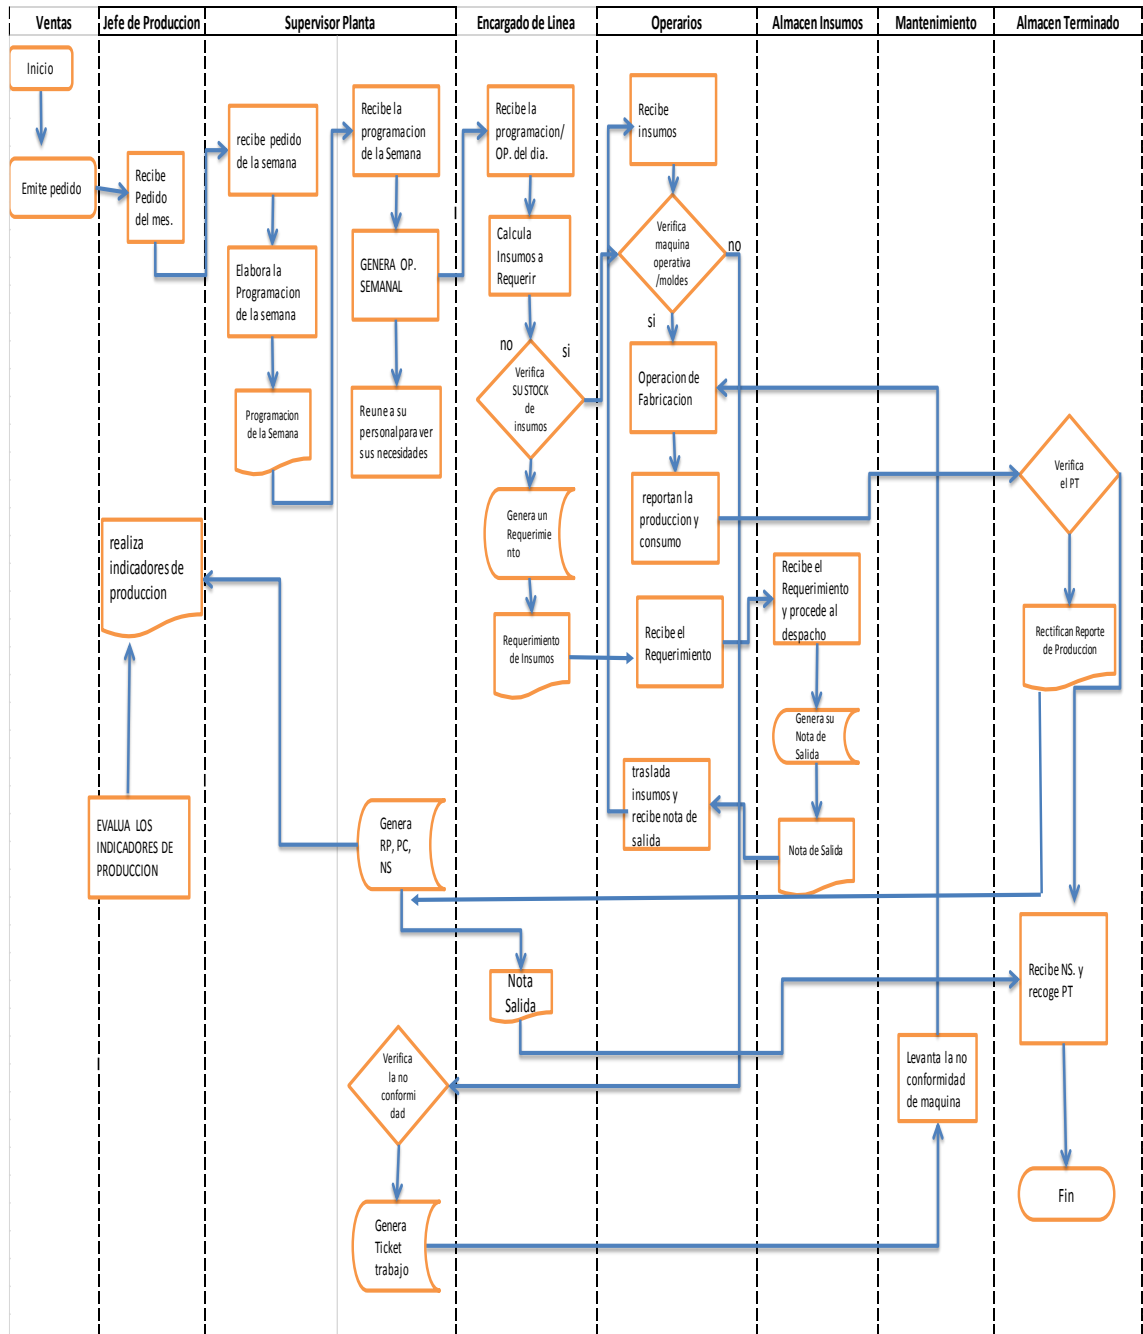 Ventas
Jefe de Produccion
Supervisor Planta
Encargado de Linea
Operarios
Almacen Insumos
Mantenimiento
Almacen Terminado
Inicio
Emite pedido
Recibe
Pedido
del mes.
recibe pedido
de la semana
Elabora la
Programacion
de la semana
Programacion
de la Semana
Recibe la
programacion
de la Semana
GENERA OP.
SEMANAL
Reune a su
personal para ver
sus necesidades
Recibe la
programacion/
OP. del dia.
Calcula
Insumos a
Requerir
no
si
Verifica
SU STOCK
de
insumos
Genera un
Requerimie
nto
Requerimiento
de Insumos
Recibe
insumos
Verifica
maquina
operativa
/moldes
no
si
Operacion de
Fabricacion
reportan la
produccion y
consumo
Recibe el
Requerimiento
Recibe el
Requerimiento
y procede al
despacho
Genera su
Nota de
Salida
Nota de Salida
traslada
insumos y
recibe nota de
salida
Verifica
el PT
Rectifican Reporte
de Produccion
realiza
indicadores de
produccion
EVALUA LOS
INDICADORES DE
PRODUCCION
Genera
RP, PC,
NS
Nota
Salida
Recibe NS. y
recoge PT
Verifica
la no
conformi
dad
Genera
Ticket
trabajo
Levanta la no
conformidad
de maquina
Fin